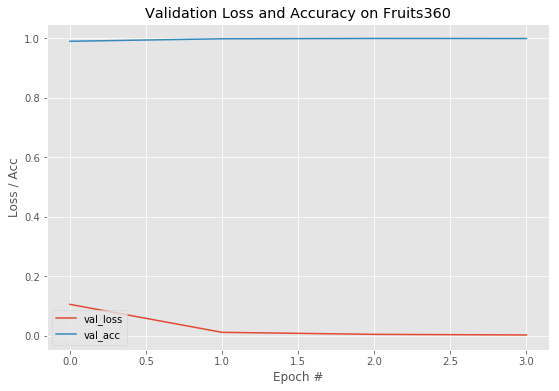 Validation Loss and Accuracy on Fruits360
1.0
0.8
0.6
0.4
0.2
0.0
Loss / Acc
val_loss
val_acc
0.0 0.5 1.0 1.5 2.0 2.5 3.0
Epoch #